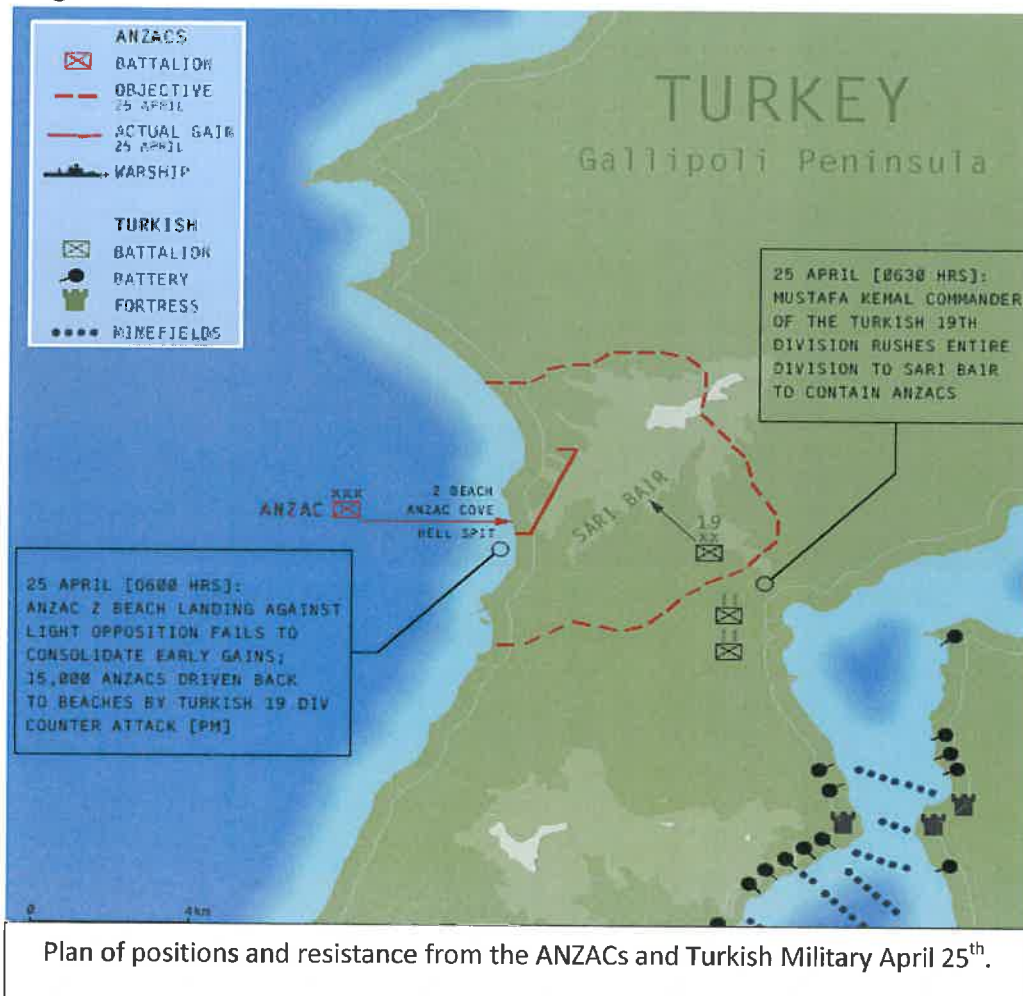 ANZACS
BATTALION
OBJECTIVE
25 APRIL
ACTUAL GAIN
25 APRIL
WARSHIP
TURKISH
BATTALION
BATTERY
FORTRESS
MINEFIELDS
TURKEY
Gallipoli Peninsula
25 APRIL [0630 HRS]:
MUSTAFA KEMAL COMMANDER
OF THE TURKISH 19TH
DIVISION RUSHES ENTIRE
DIVISION TO SARI BAIR
TO CONTAIN ANZACS
XXX
ANZAC
Z BEACH
ANZAC COVE
HELL SPIT
SARI BAIR
19
XX
II
II
25 APRIL [0600 HRS]:
ANZAC Z BEACH LANDING AGAINST
LIGHT OPPOSITION FAILS TO
CONSOLIDATE EARLY GAINS;
15,000 ANZACS DRIVEN BACK
TO BEACHES BY TURKISH 19 DIV
COUNTER ATTACK [PM]
0 4km
Plan of positions and resistance from the ANZACs and Turkish Military April 25th.